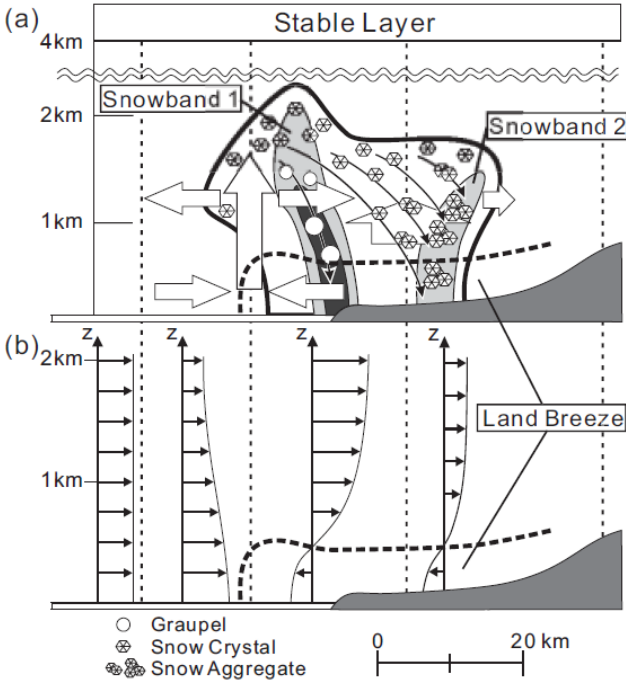 (a)
Stable Layer
4km
Snowband 1
2km
Snowband 2
1km
(b)
z
z
z
z
2km
Land Breeze
1km
Graupel
Snow Crystal
Snow Aggregate
0
20 km